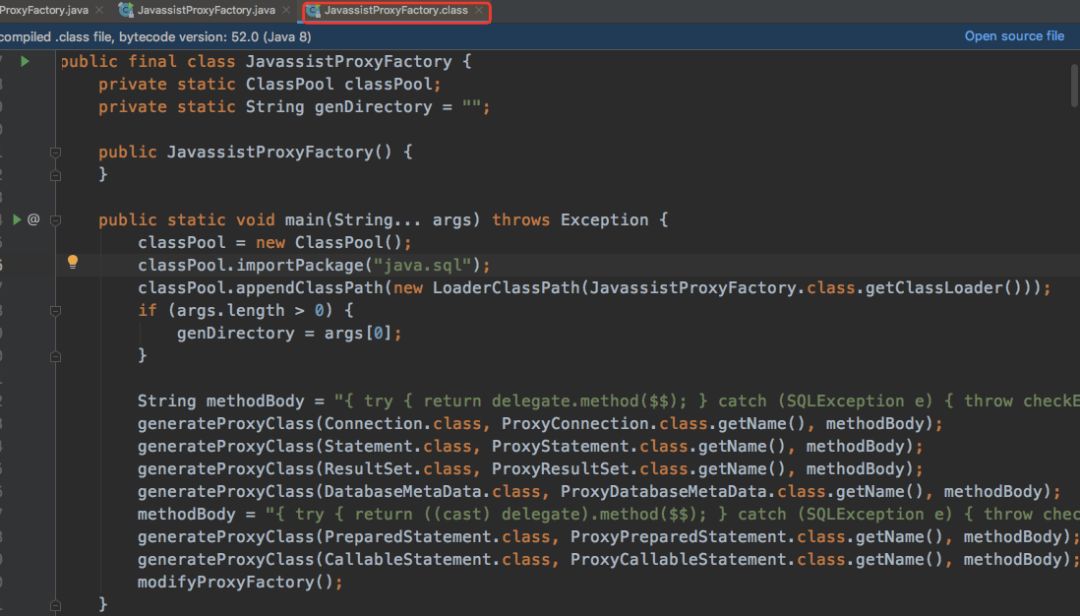 ProxyFactory.java × JavassistProxyFactory.java × JavassistProxyFactory.class ×
compiled .class file, bytecode version: 52.0 (Java 8) Open source file
public final class JavassistProxyFactory {
private static ClassPool classPool;
private static String genDirectory = "";
public JavassistProxyFactory() {
}
@ public static void main(String... args) throws Exception {
classPool = new ClassPool();
classPool.importPackage("java.sql");
classPool.appendClassPath(new LoaderClassPath(JavassistProxyFactory.class.getClassLoader()));
if (args.length > 0) {
genDirectory = args[0];
}
String methodBody = "{ try { return delegate.method($$); } catch (SQLException e) { throw checkE
generateProxyClass(Connection.class, ProxyConnection.class.getName(), methodBody);
generateProxyClass(Statement.class, ProxyStatement.class.getName(), methodBody);
generateProxyClass(ResultSet.class, ProxyResultSet.class.getName(), methodBody);
generateProxyClass(DatabaseMetaData.class, ProxyDatabaseMetaData.class.getName(), methodBody);
methodBody = "{ try { return ((cast) delegate).method($$); } catch (SQLException e) { throw chec
generateProxyClass(PreparedStatement.class, ProxyPreparedStatement.class.getName(), methodBody);
generateProxyClass(CallableStatement.class, ProxyCallableStatement.class.getName(), methodBody);
modifyProxyFactory();
}